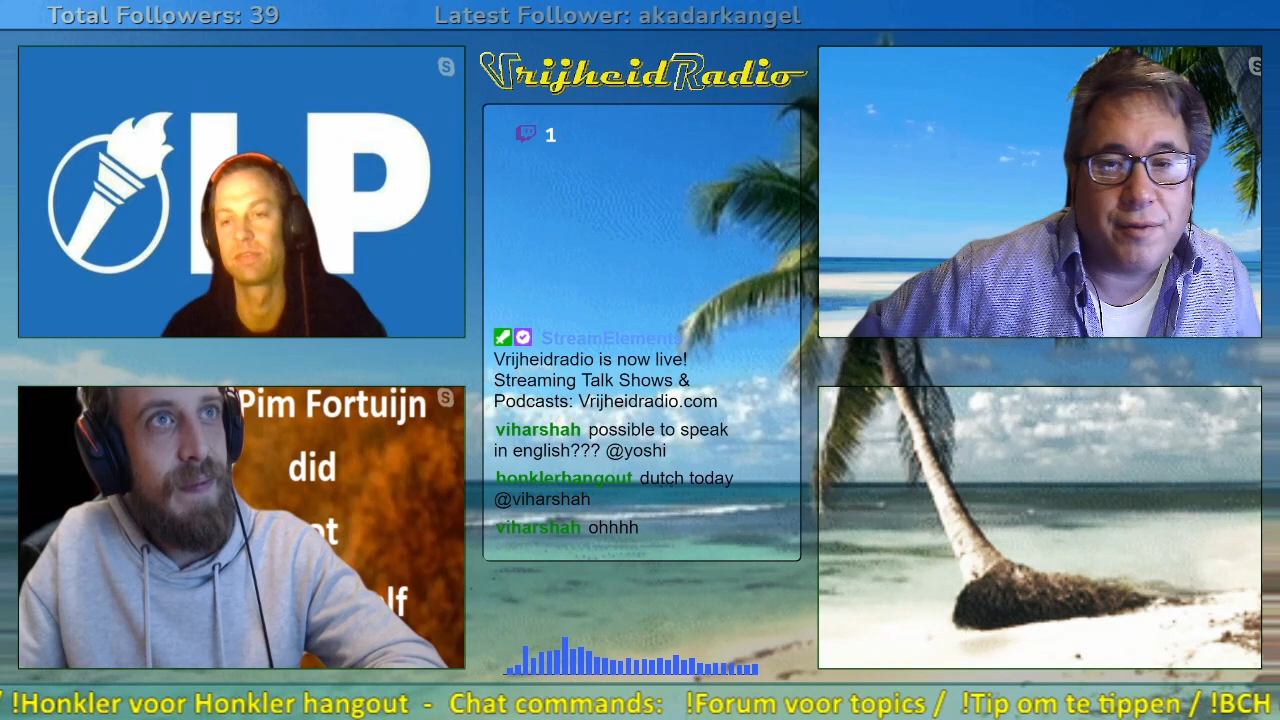 Total Followers: 39
Latest Follower: akadarkangel
LP
VrijheidRadio
1
StreamElements
Vrijheidradio is now live!
Streaming Talk Shows &
Podcasts: Vrijheidradio.com
viharshah possible to speak
in english??? @yoshi
honklerhangout dutch today
@viharshah
viharshah ohhhh
Pim Fortuijn
did
/ !Honkler voor Honkler hangout - Chat commands: !Forum voor topics / !Tip om te tippen / !BCH